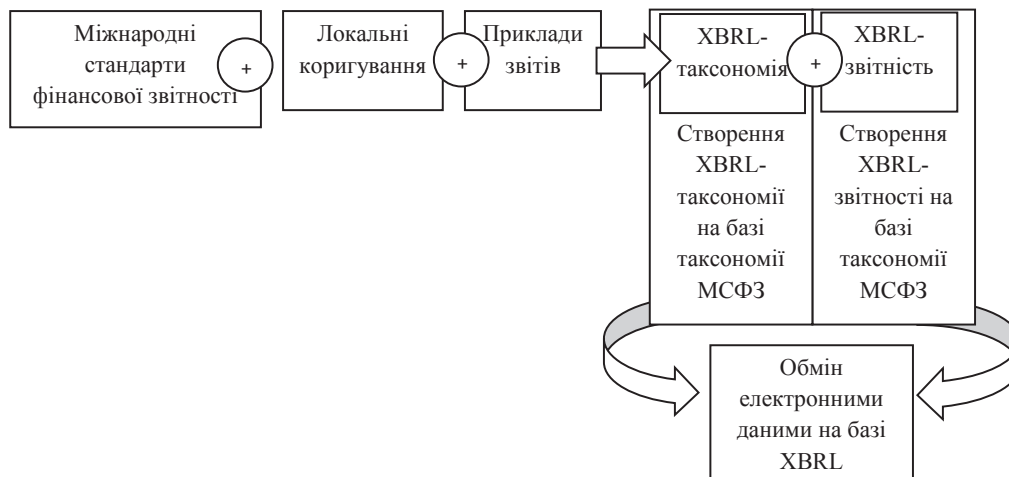 Міжнародні
стандарти
фінансової звітності
+
Локальні
коригування
+
Приклади
звітів
XBRL-
таксономія
+
XBRL-
звітність
Створення
XBRL-
таксономії
на базі
таксономії
МСФЗ
Створення
XBRL-
звітності на
базі
таксономії
МСФЗ
Обмін
електронними
даними на базі
XBRL